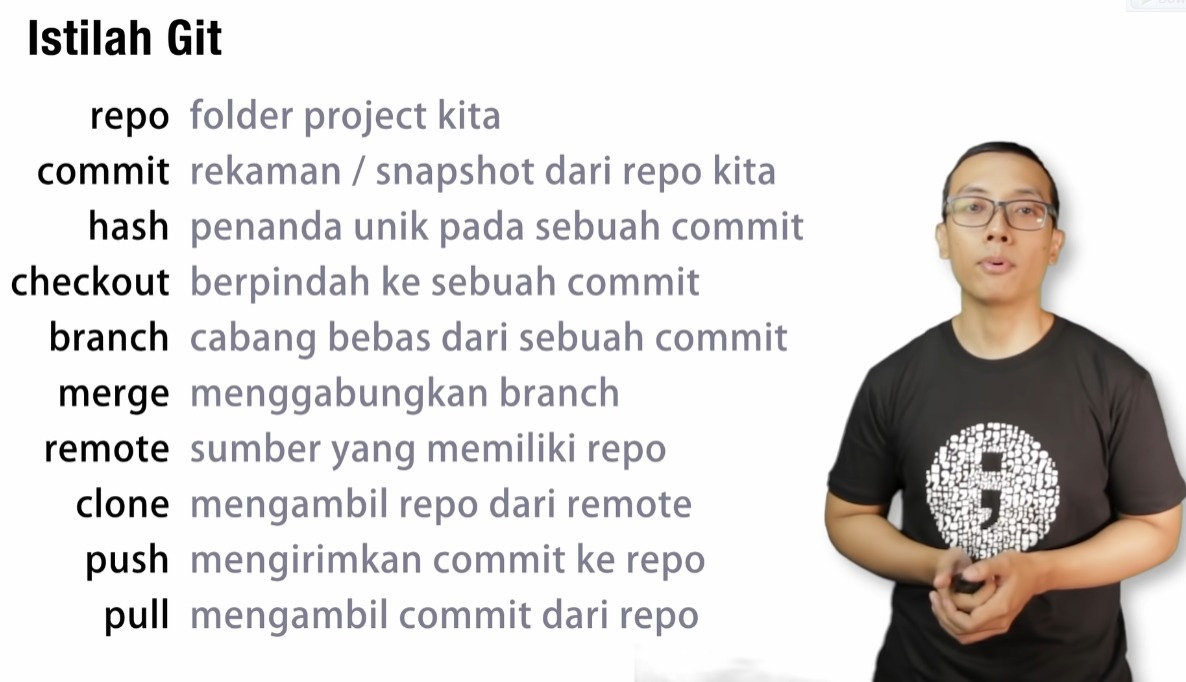 Istilah Git
repo folder project kita
commit rekaman / snapshot dari repo kita
hash penanda unik pada sebuah commit
checkout berpindah ke sebuah commit
branch cabang bebas dari sebuah commit
merge menggabungkan branch
remote sumber yang memiliki repo
clone mengambil repo dari remote
push mengirimkan commit ke repo
pull mengambil commit dari repo